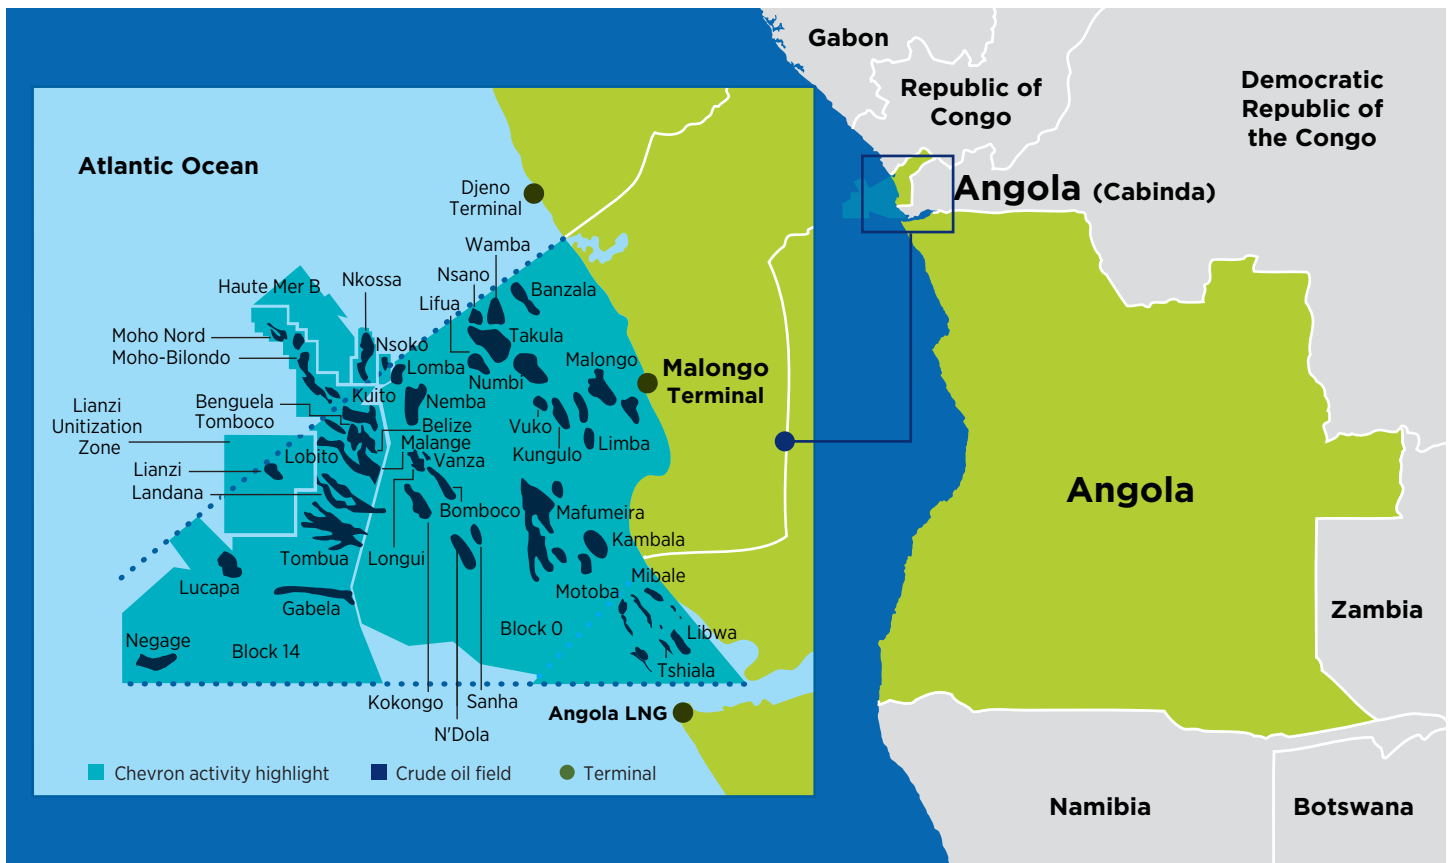 Gabon
Republic of
Congo
Democratic
Republic of
the Congo
Angola (Cabinda)
Angola
Zambia
Namibia
Botswana
Atlantic Ocean
Djeno
Terminal
Wamba
Nsano
Lifua
Banzala
Haute Mer B
Nkossa
Moho Nord
Moho-Bilondo
Nsoko
Takula
Lomba
Numbi
Malongo
Malongo
Terminal
Kuito
Nemba
Benguela
Tomboco
Lianzi
Unitization
Zone
Belize
Vuko
Malange
Lobito
Vanza
Kungulo
Limba
Lianzi
Landana
Bomboco
Mafumeira
Kambala
Tombua
Longui
Lucapa
Gabela
Motoba
Mibale
Block 0
Libwa
Negage
Block 14
Tshiala
Kokongo
Sanha
N'Dola
Angola LNG
Chevron activity highlight
Crude oil field
Terminal